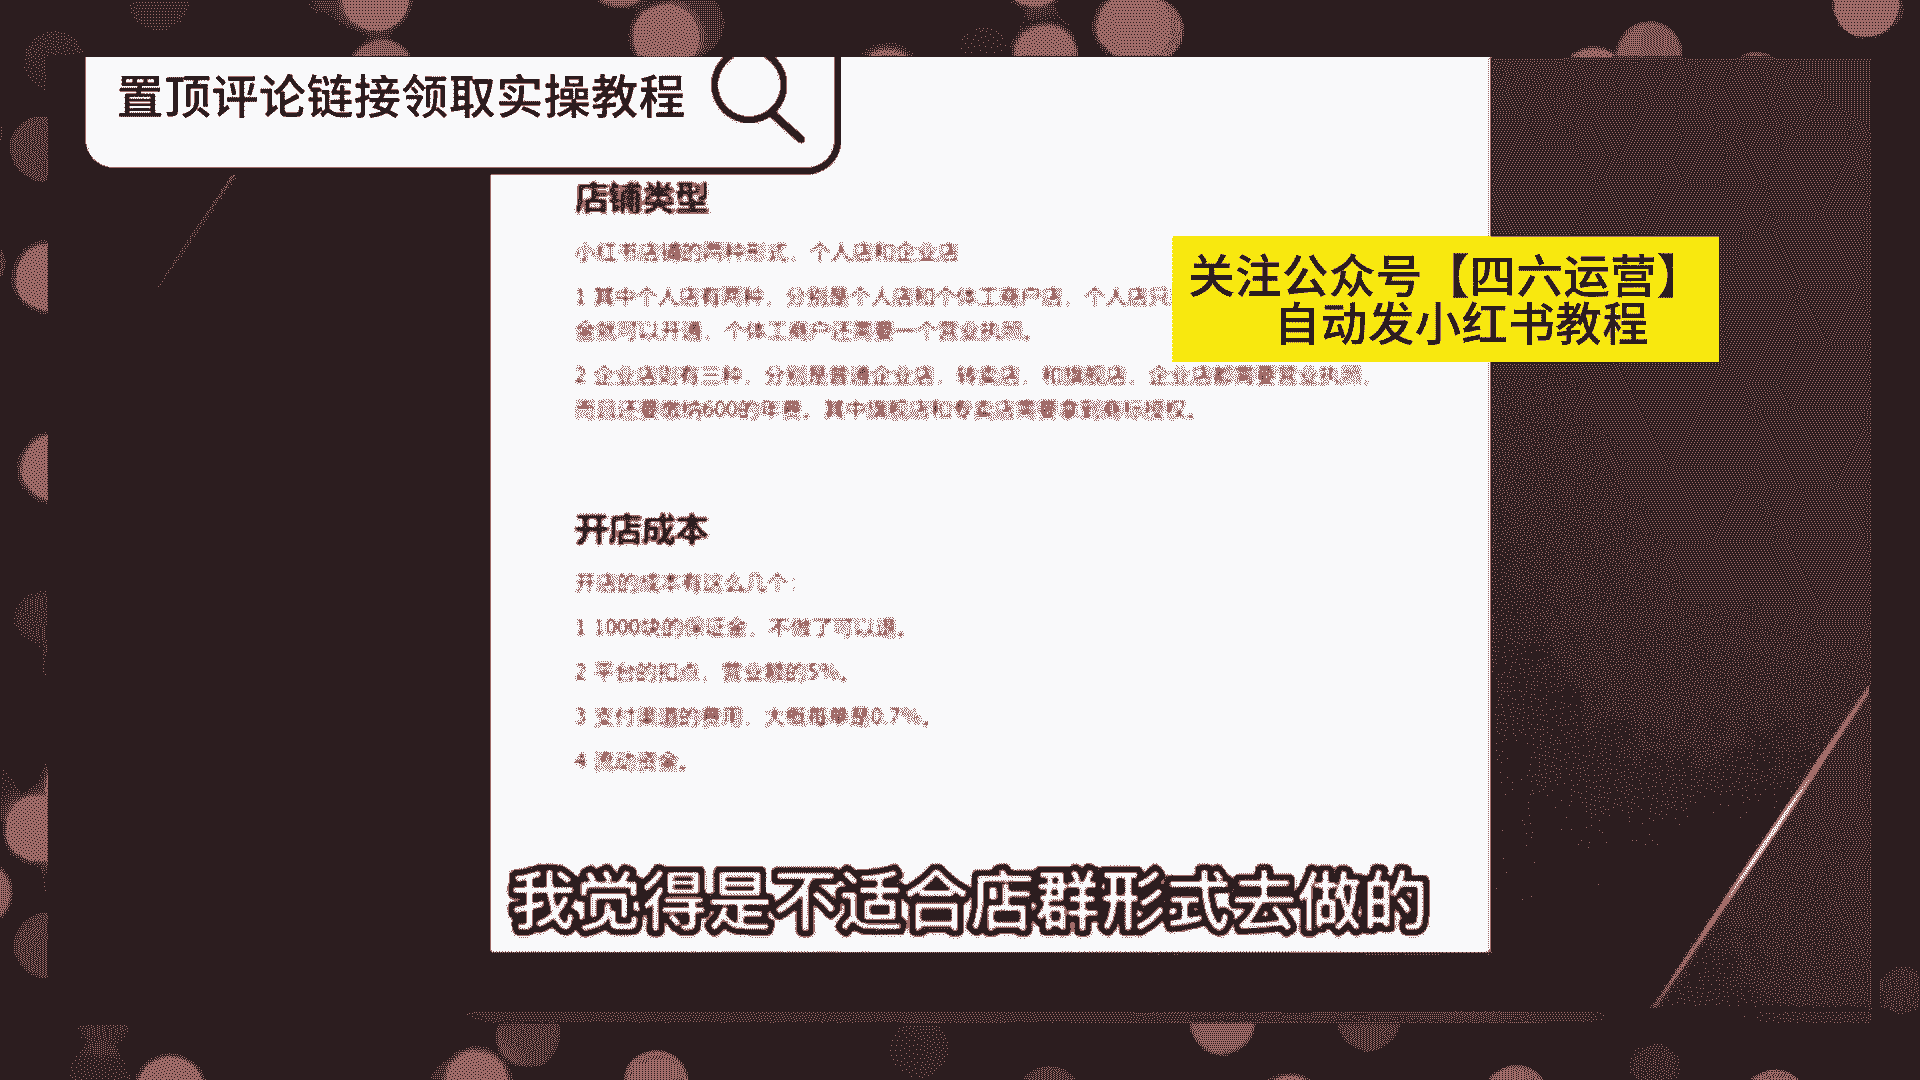 置顶评论链接领取实操教程
店铺类型
小红书店铺的两种形式，个人店和企业店
关注公众号【四六运营】
自动发小红书教程
1 其中个人店有两种，分别是个人店和个体工商户店，个人店只
金就可以开通，个体工商户还需要一个营业执照。
2 企业店则有三种，分别是普通企业店，转卖店，和旗舰店，企业店都需要营业执照，
而且还要缴纳600的年费，其中旗舰店和专卖店需要拿到商标授权。
开店成本
开店的成本有这么几个：
1 1000块的保证金，不做了可以退。
2 平台的扣点，营业额的5%。
3 支付渠道的费用，大概每单是0.7%。
4 流动资金。
我觉得是不适合店群形式去做的